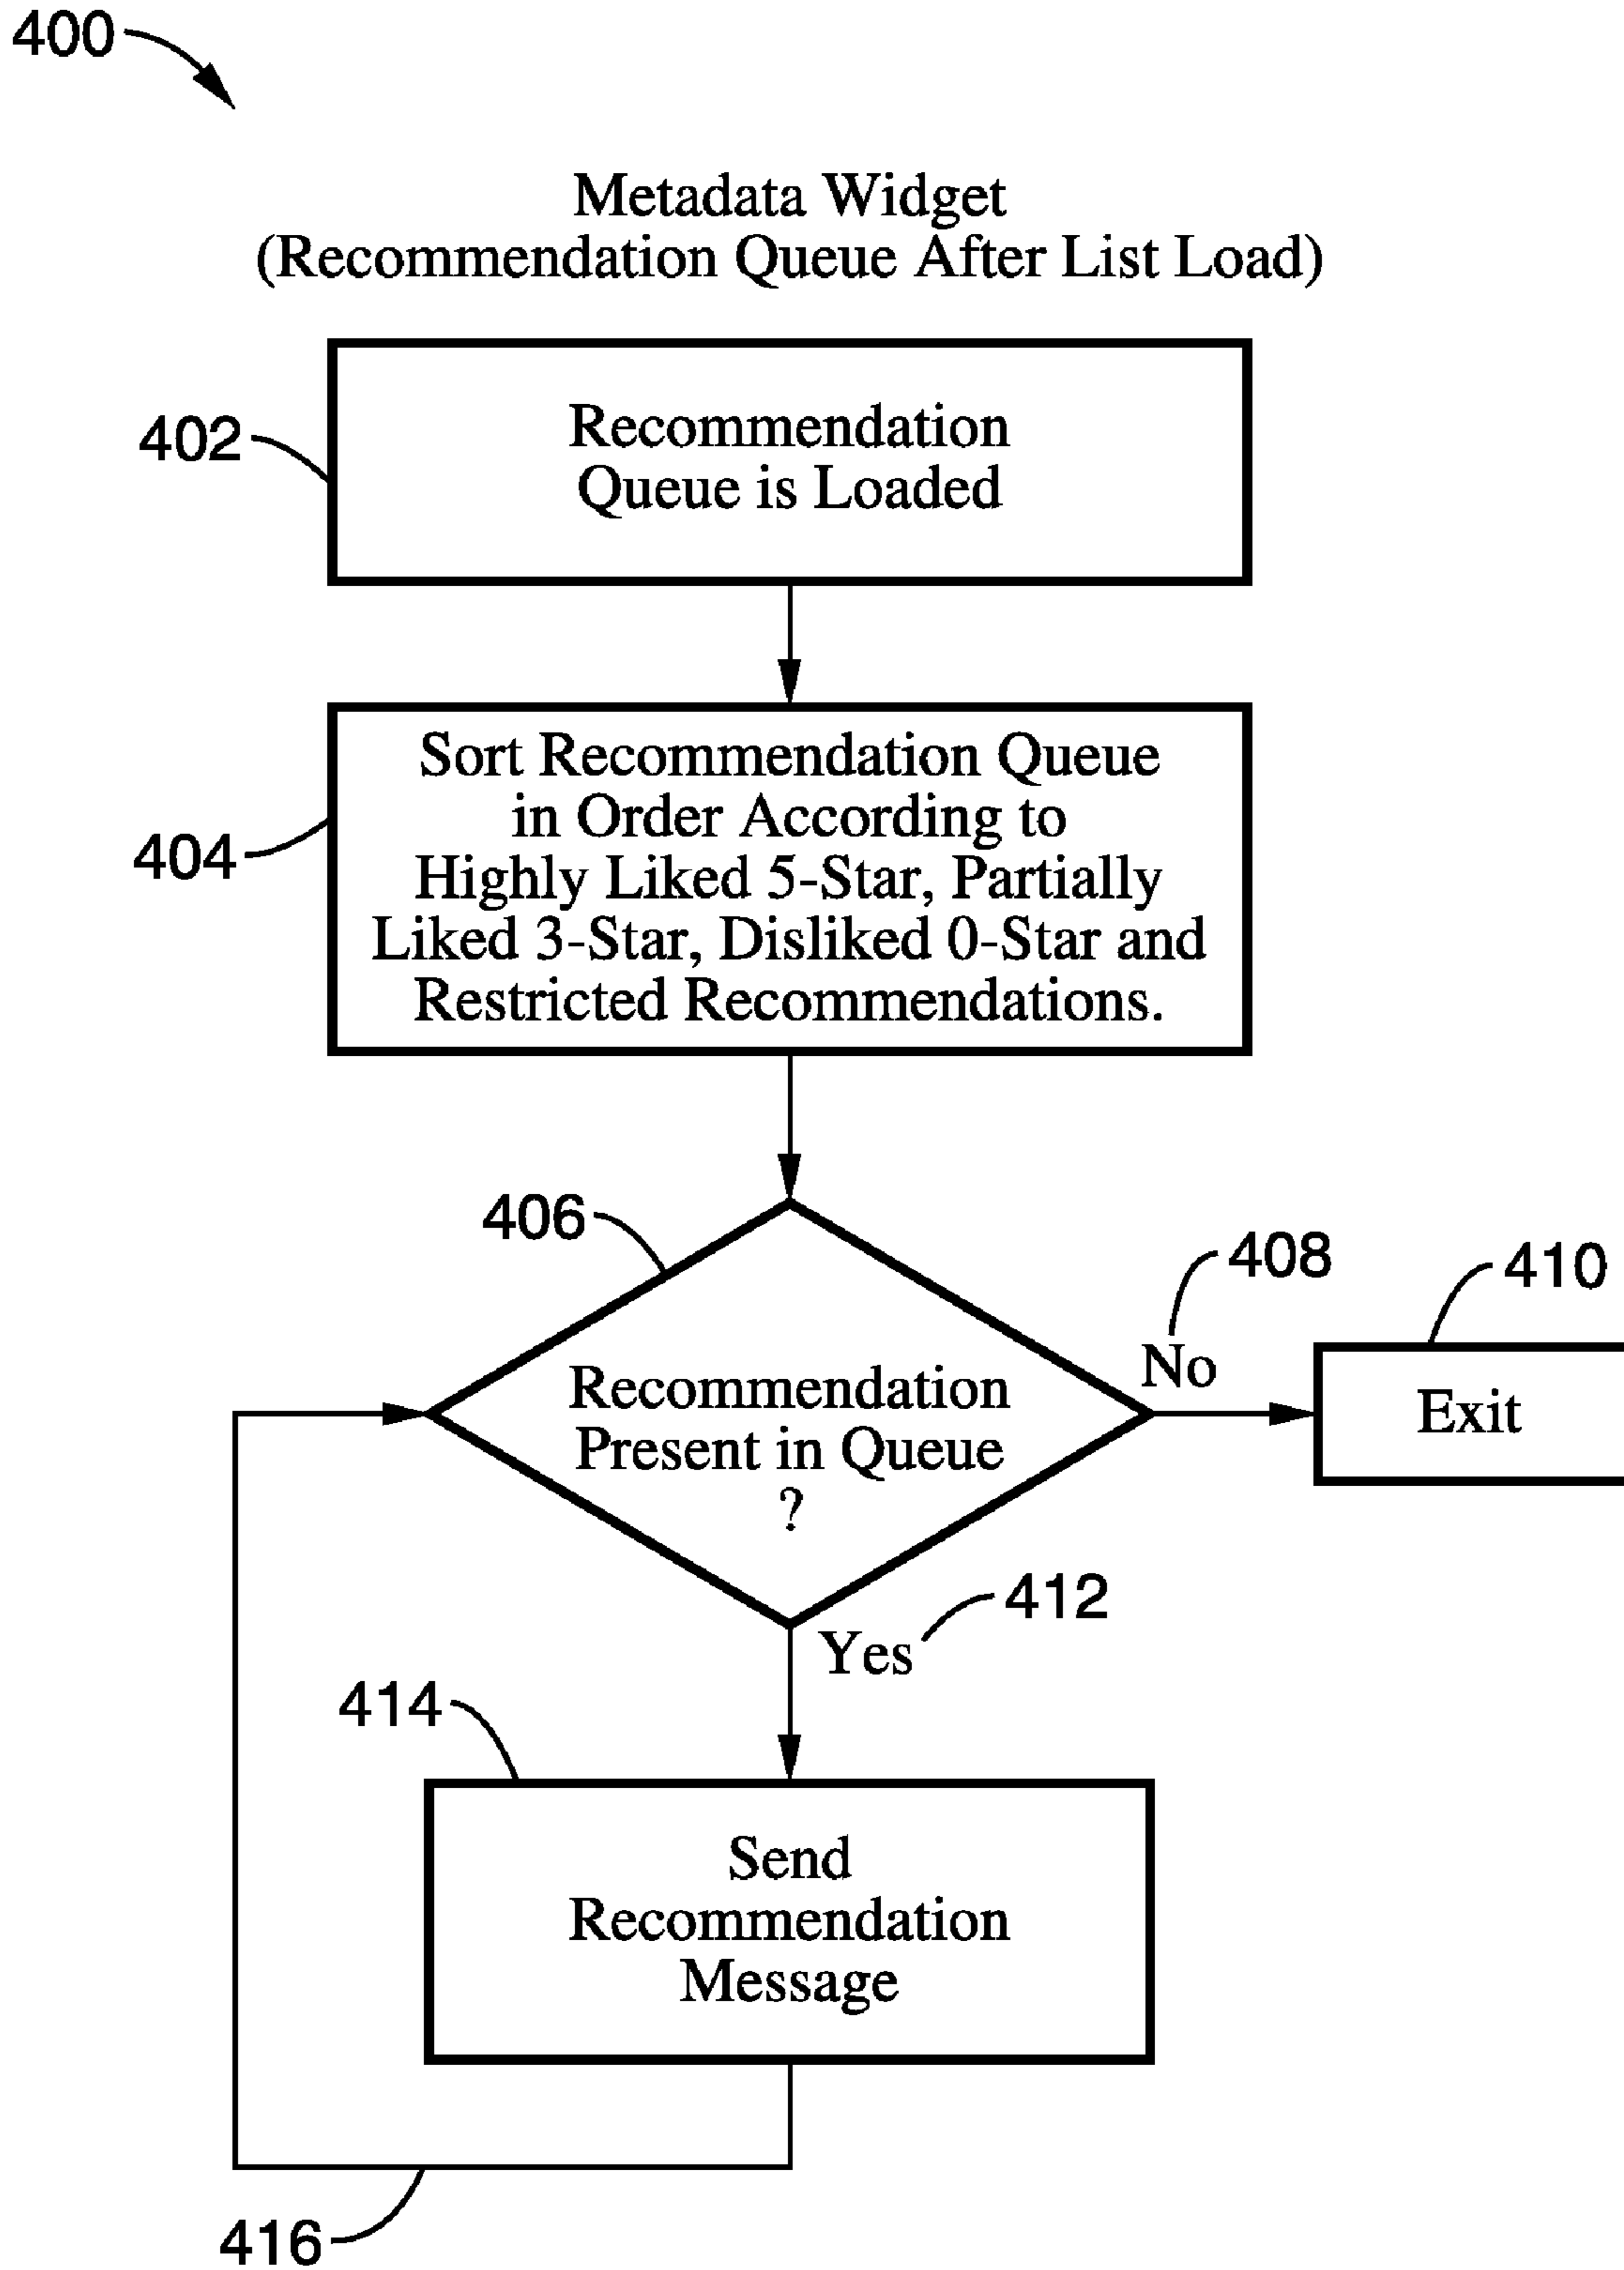 400
Metadata Widget
(Recommendation Queue After List Load)
402
Recommendation
Queue is Loaded
404
Sort Recommendation Queue
in Order According to
Highly Liked 5-Star, Partially
Liked 3-Star, Disliked 0-Star and
Restricted Recommendations.
406
408
410
Recommendation
Present in Queue
?
No
Exit
412
Yes
414
Send
Recommendation
Message
416